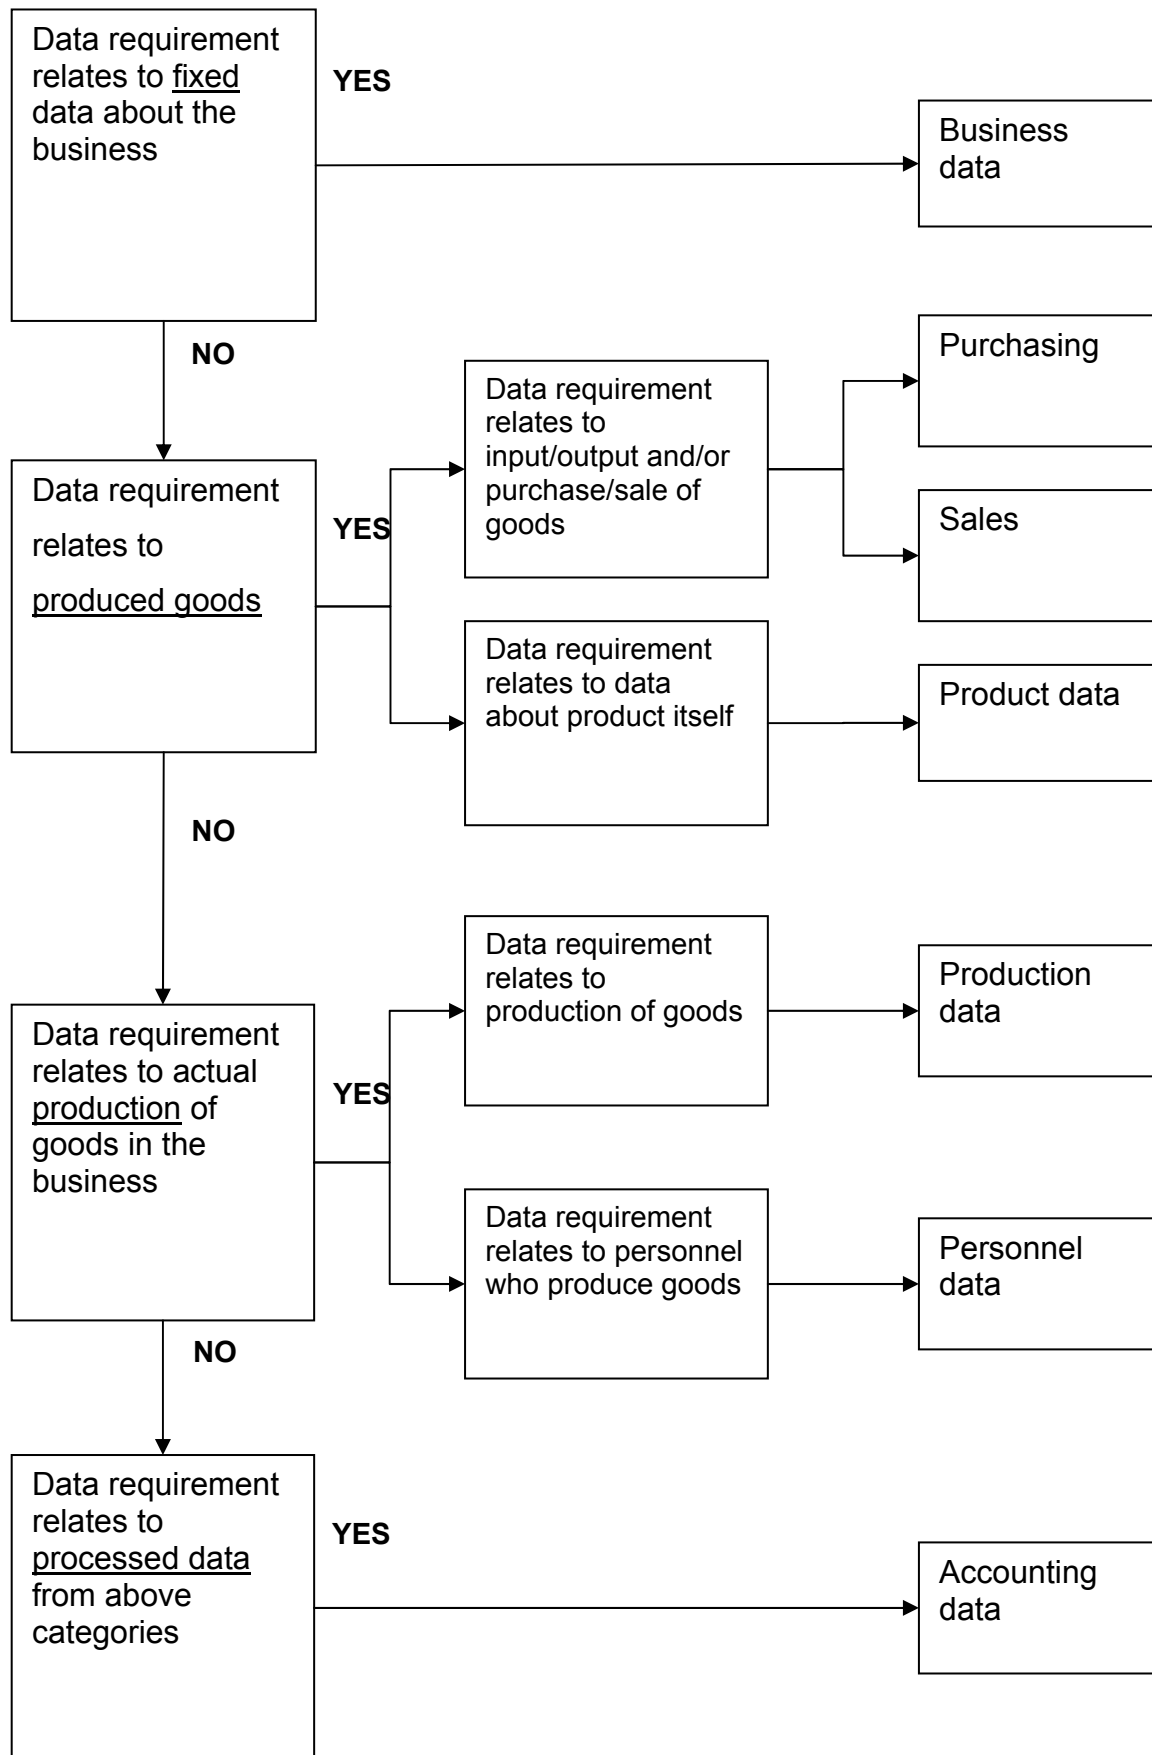 Data requirement
relates to fixed
data about the
business
YES
Business
data
NO
Purchasing
Data requirement
relates to
input/output and/or
purchase/sale of
goods
Data requirement
relates to
produced goods
YES
Sales
Data requirement
relates to data
about product itself
Product data
NO
Data requirement
relates to
production of goods
Production
data
Data requirement
relates to actual
production of
goods in the
business
YES
Data requirement
relates to personnel
who produce goods
Personnel
data
NO
Data requirement
relates to
processed data
from above
categories
YES
Accounting
data